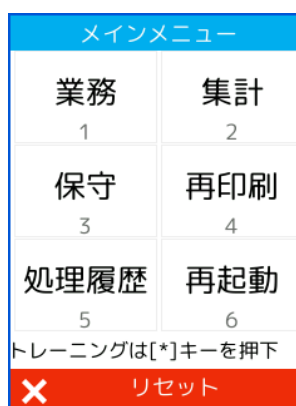 メインメニュー
業務 集計
1 2
保守 再印刷
3 4
処理履歴 再起動
5 6
トレーニングは[*]キーを押下
リセット